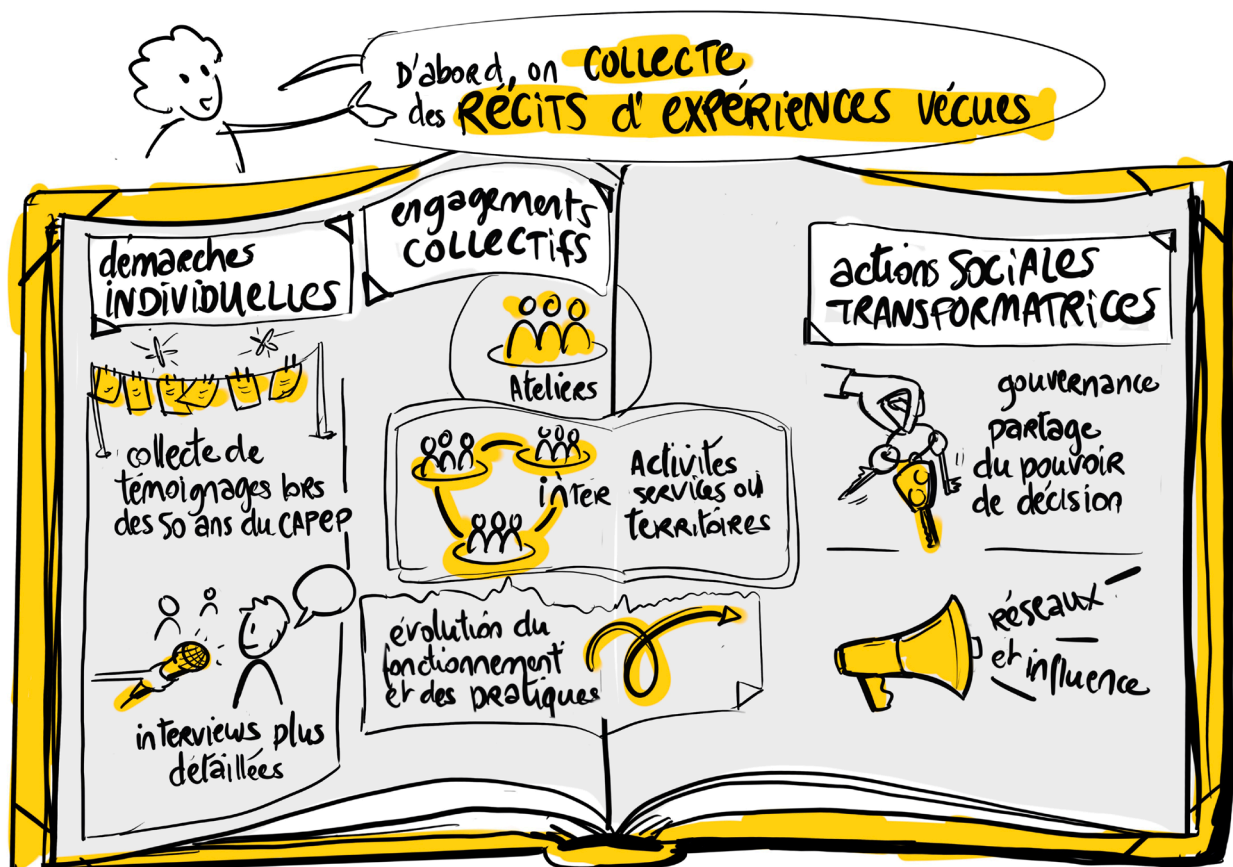 D'abord, on COLLECTE
des RÉCITS d'EXPÉRIENCES VÉCUES
démarches
INDIVIDUELLES
collecte de
témoignages lors
des 50 ans du CAPEP
interviews plus
détaillées
engagements
COLLECTIFS
Ateliers
inter
Activités
services ou
territoires
évolution du
fonctionnement
et des pratiques
actions SOCIALES
TRANSFORMATRICES
gouvernance
partage
du pouvoir
de décision
réseaux
et influence